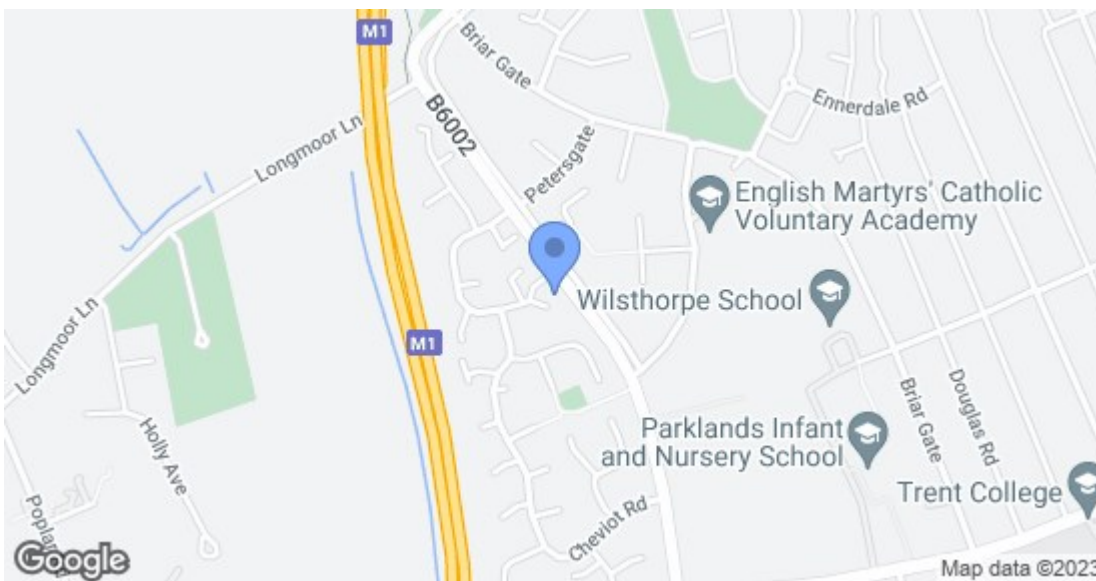 M1
Briar Gate
Ennerdale Rd
B6002
Longmoor Ln
Petersgate
English Martyrs' Catholic
Voluntary Academy
Wilsthorpe School
Longmoor Ln
M1
Holly Ave
Briar Gate
Douglas Rd
Parklands Infant
and Nursery School
Trent College
Cheviot Rd
Google
Map data ©2023